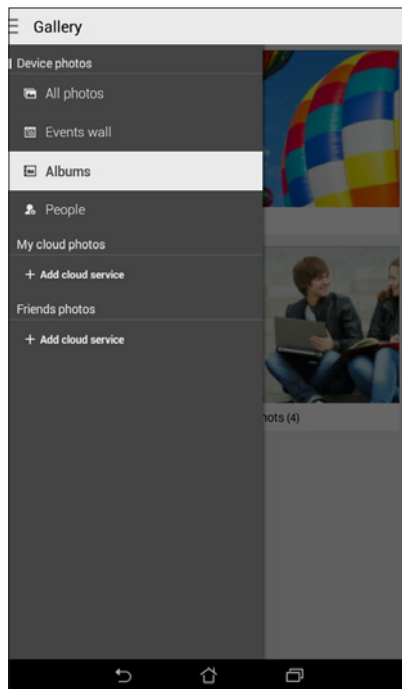 Gallery
Device photos
All photos
Events wall
Albums
People
My cloud photos
+ Add cloud service
Friends photos
+ Add cloud service
hots (4)